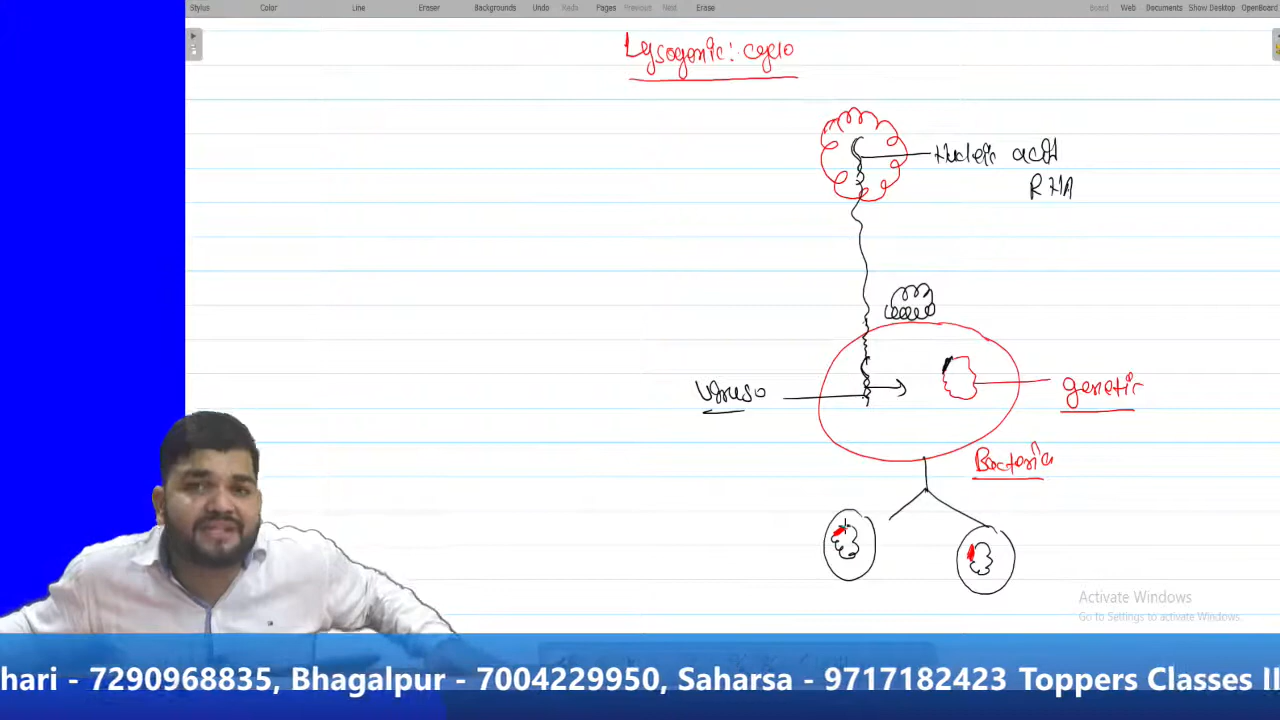 Stylus Color Line Eraser Backgrounds Undo Redo Pages Previous Next Erase Board Web Documents Show Desktop OpenBoard
Lysogenic: cycle
Nucleic acid
RNA
Viruso
genetic
Bacteria
Activate Windows
Go to Settings to activate Windows.
hari - 7290968835, Bhagalpur - 7004229950, Saharsa - 9717182423 Toppers Classes II